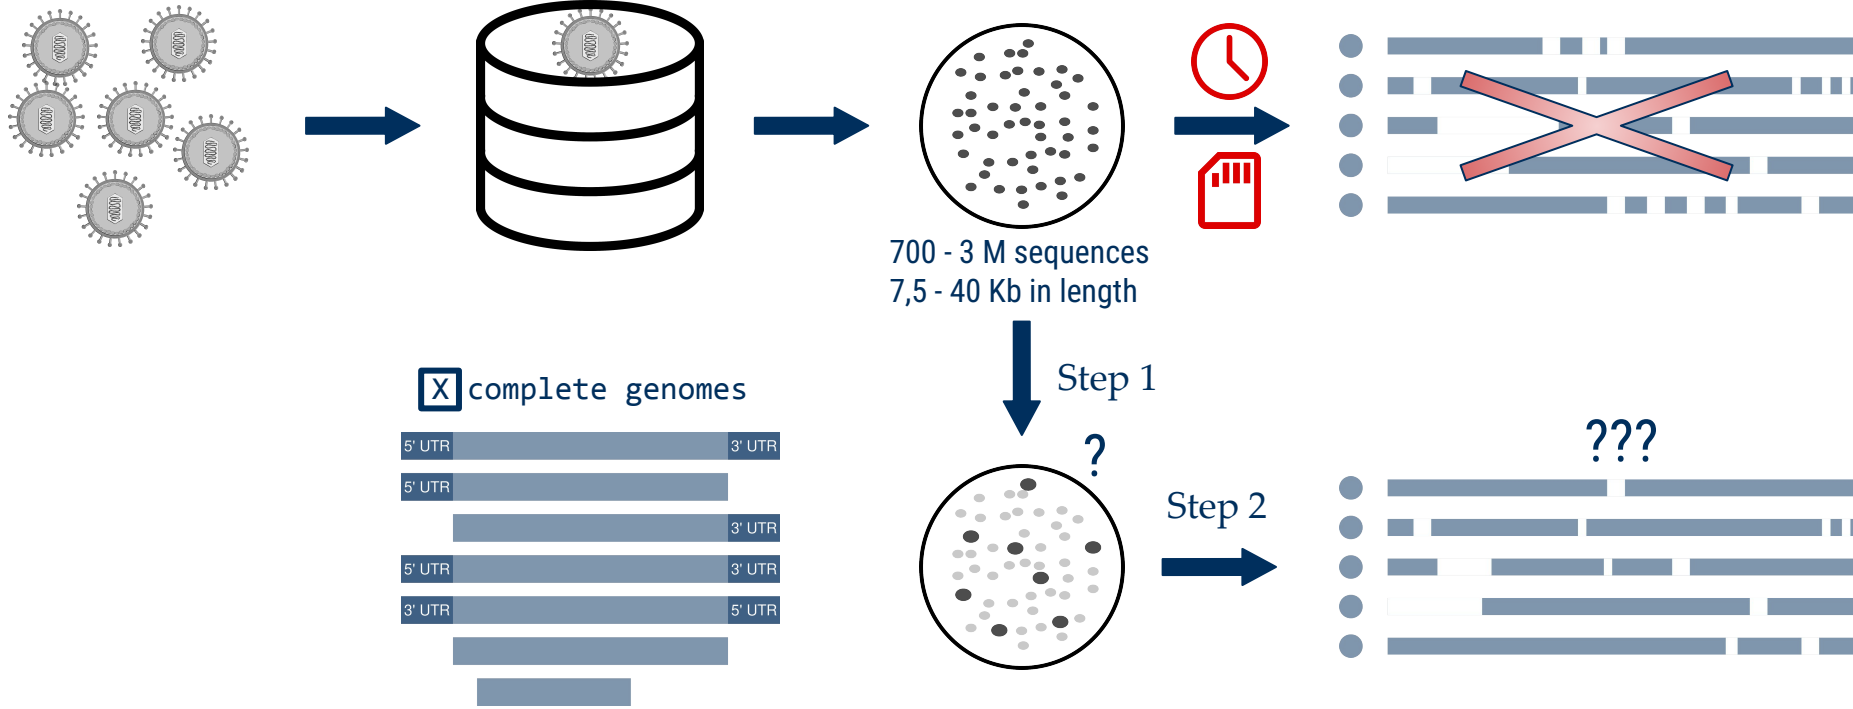 700 - 3 M sequences
7,5 - 40 Kb in length
Step 1
X complete genomes
5' UTR 3' UTR
5' UTR
3' UTR
5' UTR 3' UTR
3' UTR 5' UTR
?
Step 2
???